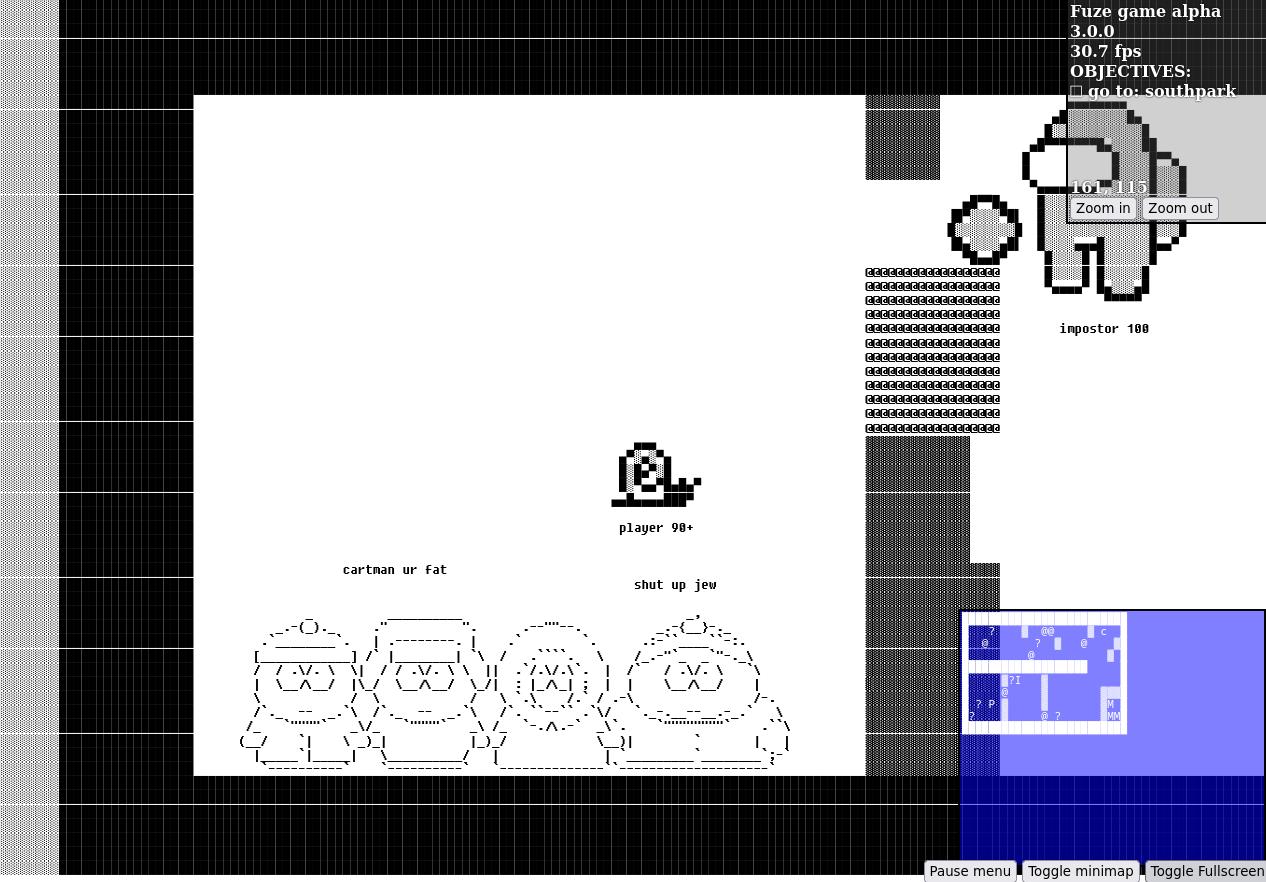 Fuze game alpha
3.0.0
30.7 fps
OBJECTIVES:
☐ go to: southpark
161, 115
Zoom in Zoom out
impostor 100
player 90+
cartman ur fat
shut up jew
? @@ c
@ ? @
@
?I
@
? P M
? @ ? MM
Pause menu Toggle minimap Toggle Fullscreen